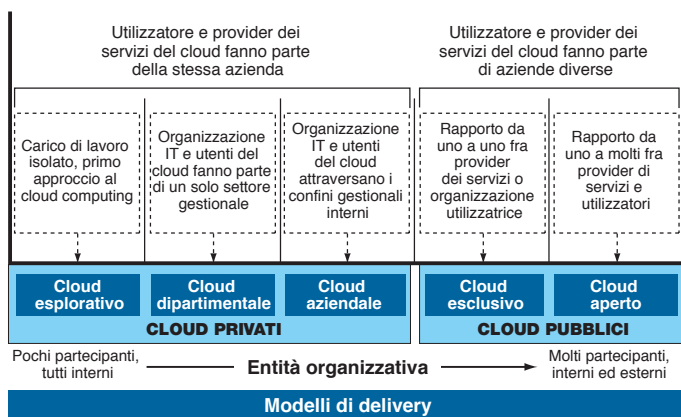 Utilizzatore e provider dei
servizi del cloud fanno parte
della stessa azienda
Utilizzatore e provider dei
servizi del cloud fanno parte
di aziende diverse
Carico di lavoro
isolato, primo
approccio al
cloud computing
Organizzazione
IT e utenti del
cloud fanno parte
di un solo settore
gestionale
Organizzazione
IT e utenti
del cloud
attraversano i
confini gestionali
interni
Rapporto da
uno a uno fra
provider
dei servizi o
organizzazione
utilizzatrice
Rapporto da
uno a molti fra
provider di
servizi e
utilizzatori
Cloud
esplorativo
Cloud
dipartimentale
Cloud
aziendale
Cloud
esclusivo
Cloud
aperto
CLOUD PRIVATI
CLOUD PUBBLICI
Pochi partecipanti,
tutti interni
Entità organizzativa
Molti partecipanti,
interni ed esterni
Modelli di delivery